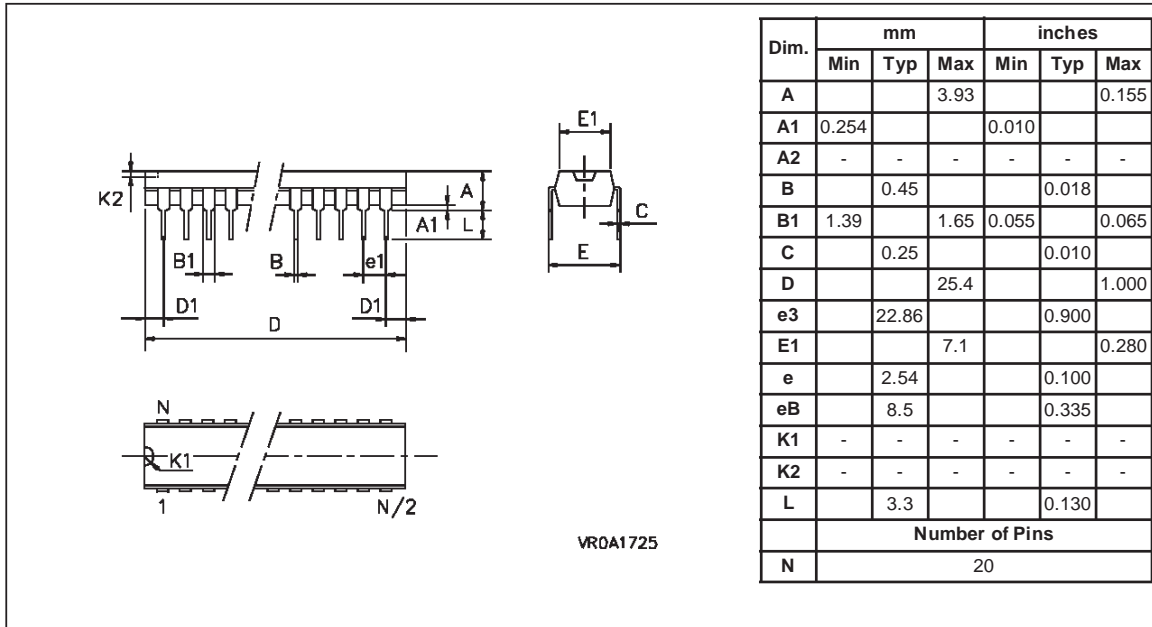 E1
K2
A
A1
L
C
B1
B
e1
E
D1
D1
D
N
K1
1
N/2
VR0A1725
Dim. mm inches
Min Typ Max Min Typ Max
A 3.93 0.155
A1 0.254 0.010
A2 - - - - - -
B 0.45 0.018
B1 1.39 1.65 0.055 0.065
C 0.25 0.010
D 25.4 1.000
e3 22.86 0.900
E1 7.1 0.280
e 2.54 0.100
eB 8.5 0.335
K1 - - - - - -
K2 - - - - - -
L 3.3 0.130
Number of Pins
N 20